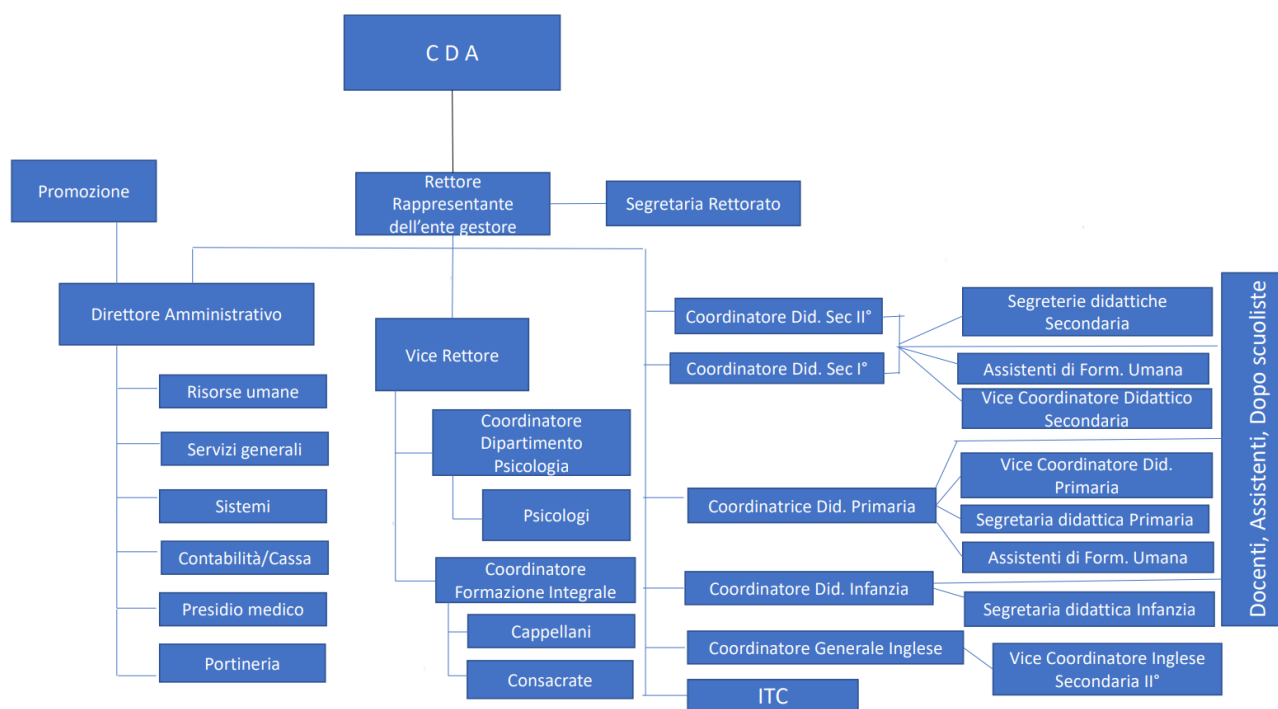 C D A
Promozione
Rettore
Rappresentante
dell’ente gestore
Segretaria Rettorato
Direttore Amministrativo
Risorse umane
Servizi generali
Sistemi
Contabilità/Cassa
Presidio medico
Portineria
Vice Rettore
Coordinatore
Dipartimento
Psicologia
Psicologi
Coordinatore
Formazione Integrale
Cappellani
Consacrate
Coordinatore Did. Sec II°
Coordinatore Did. Sec I°
Segreterie didattiche
Secondaria
Assistenti di Form. Umana
Vice Coordinatore Didattico
Secondaria
Coordinatrice Did. Primaria
Vice Coordinatore Did.
Primaria
Segretaria didattica Primaria
Assistenti di Form. Umana
Coordinatore Did. Infanzia
Segretaria didattica Infanzia
Coordinatore Generale Inglese
Vice Coordinatore Inglese
Secondaria II°
ITC
Docenti, Assistenti, Dopo scuoliste